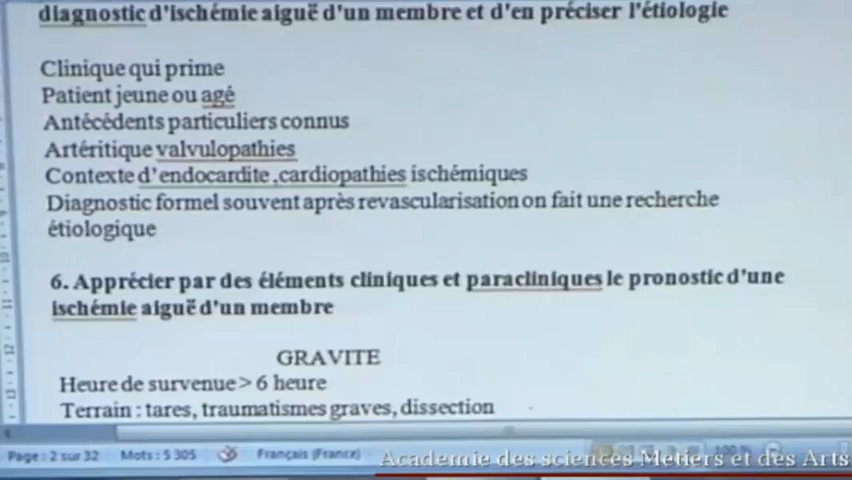 diagnostic d'ischémie aiguë d'un membre et d'en préciser l'étiologie
Clinique qui prime
Patient jeune ou agé
Antécédents particuliers connus
Artéritique valvulopathies
Contexte d'endocardite ,cardiopathies ischémiques
Diagnostic formel souvent après revascularisation on fait une recherche
étiologique
6. Apprécier par des éléments cliniques et paracliniques le pronostic d'une
ischémie aiguë d'un membre
GRAVITE
Heure de survenue > 6 heure
Terrain : tares, traumatismes graves, dissection
Page : 2 sur 32 Mots : 5 305 Français (France) 100 %
Academie des sciences Metiers et des Arts